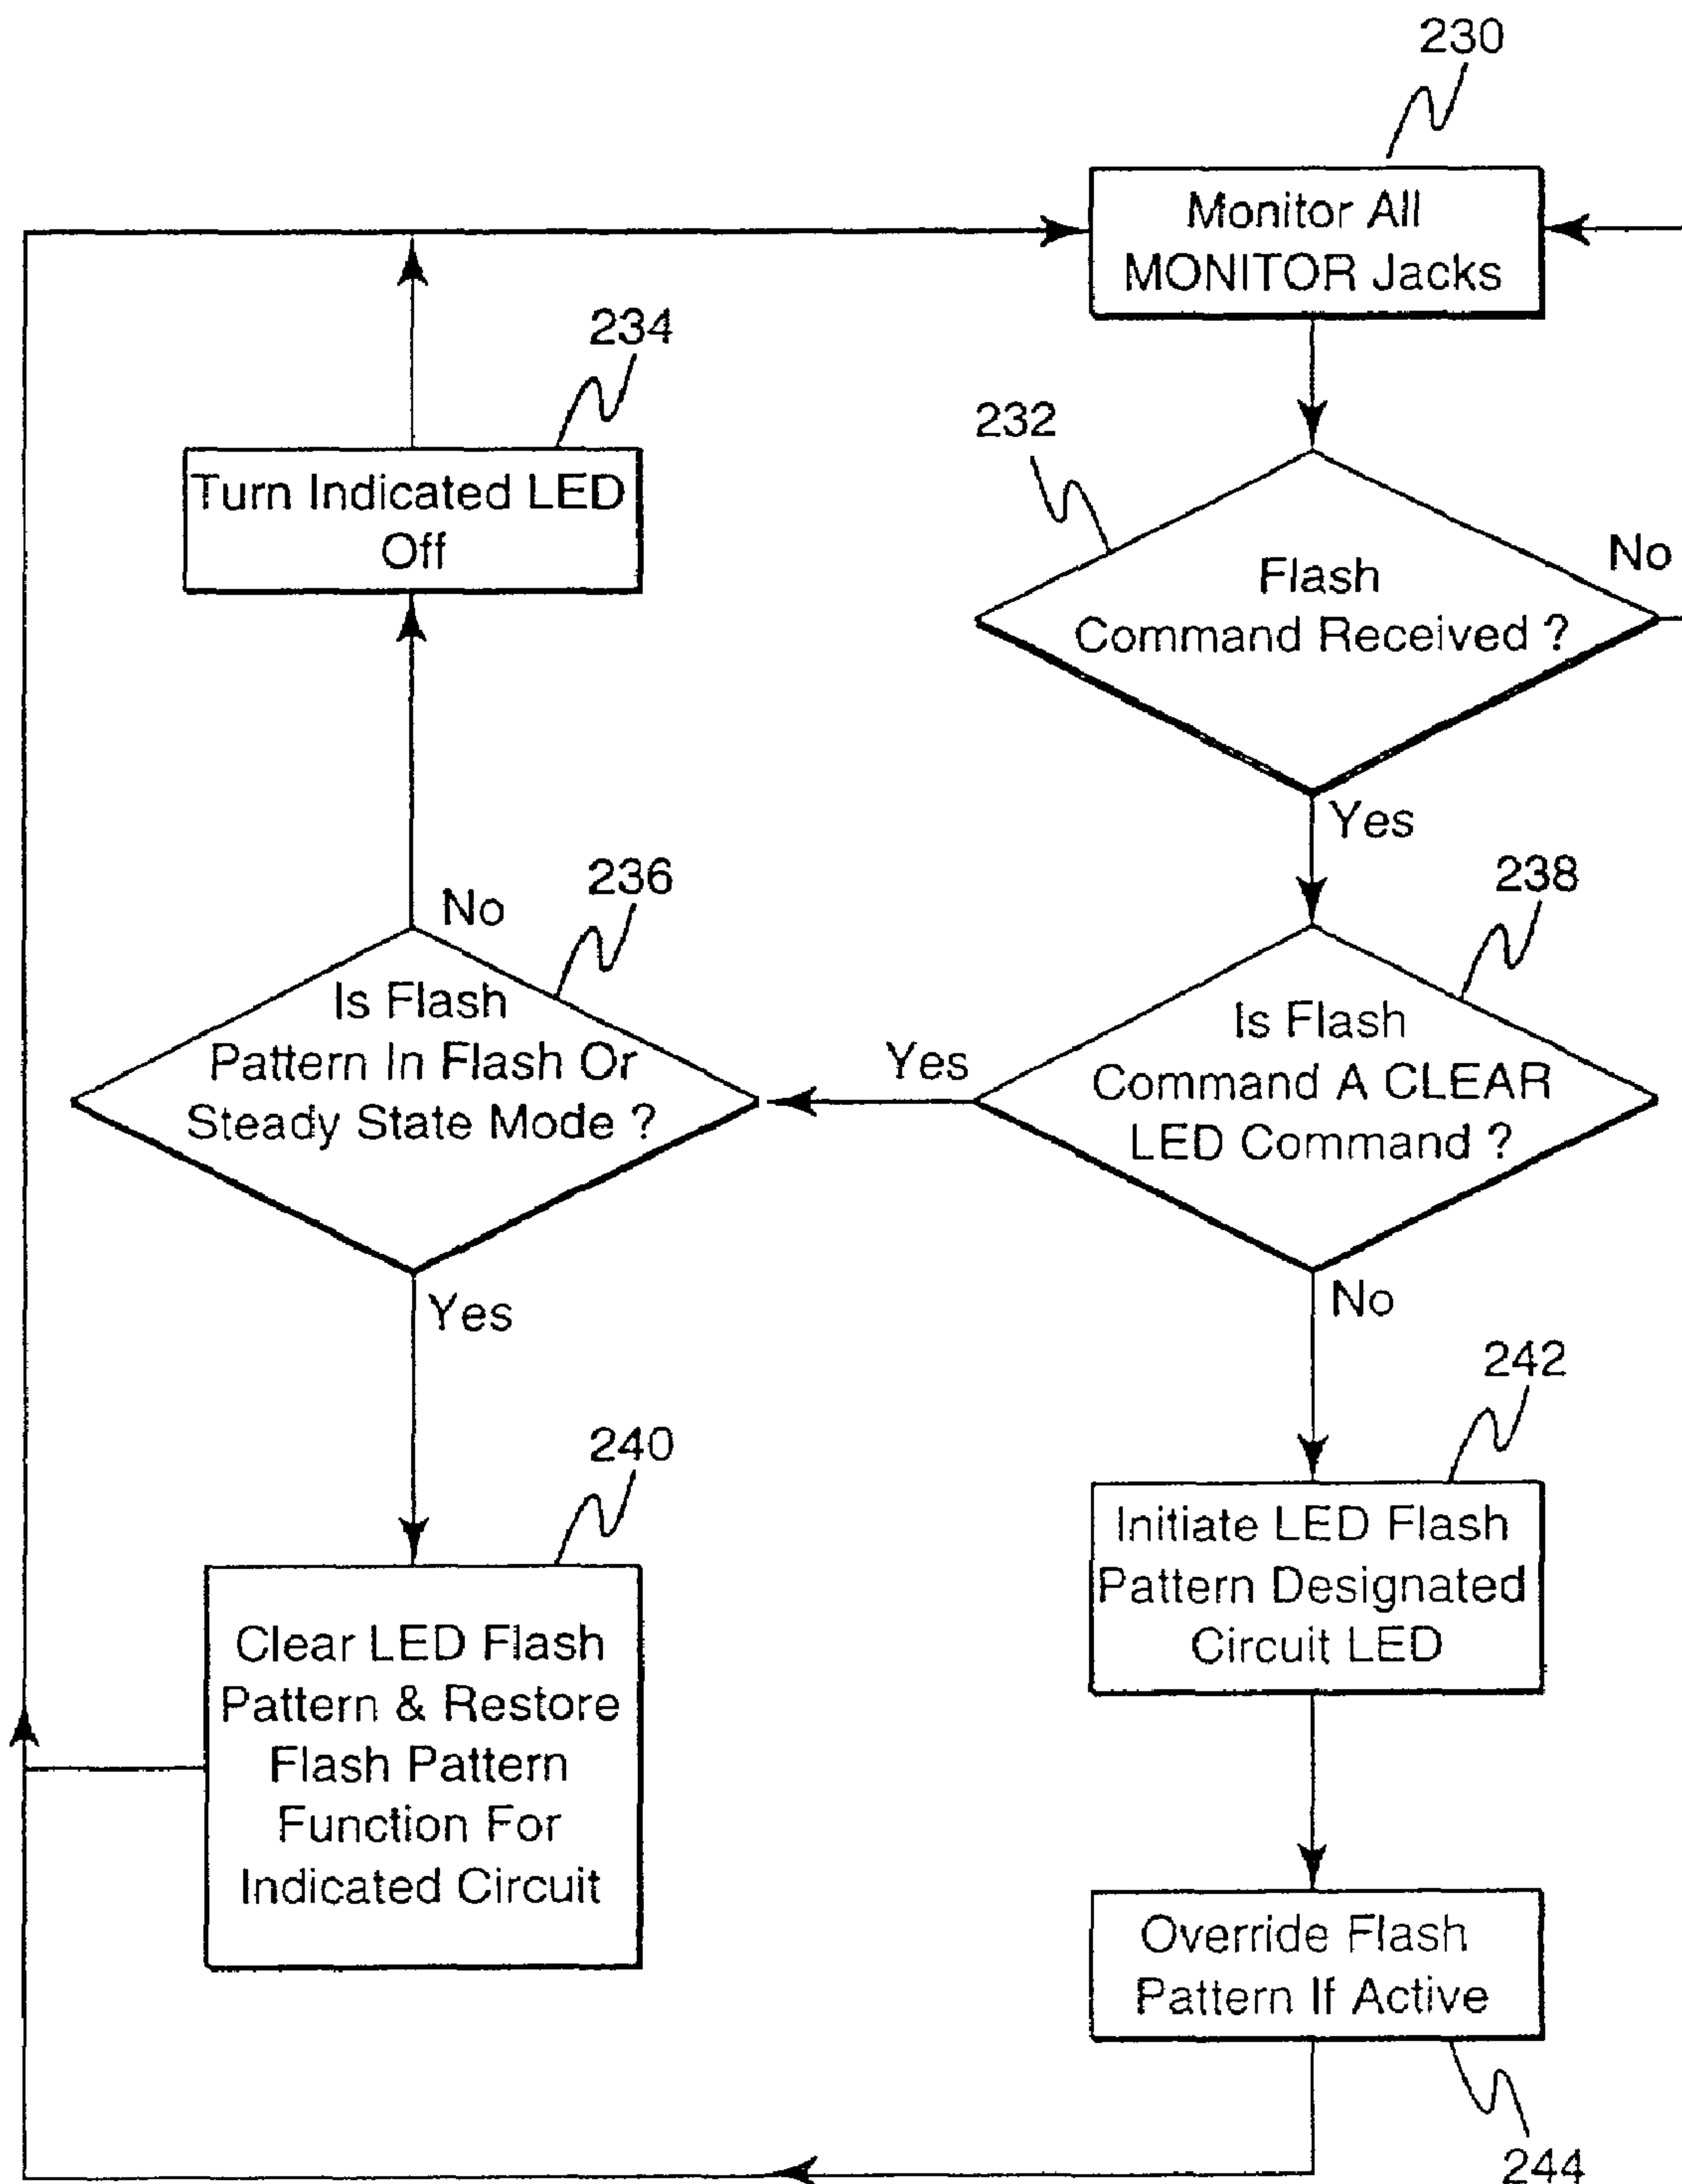 230
Monitor All
MONITOR Jacks
234
Turn Indicated LED
Off
232
Flash
Command Received ?
No
Yes
236
No
Is Flash
Pattern In Flash Or
Steady State Mode ?
Yes
238
Is Flash
Command A CLEAR
LED Command ?
Yes
No
240
Clear LED Flash
Pattern & Restore
Flash Pattern
Function For
Indicated Circuit
242
Initiate LED Flash
Pattern Designated
Circuit LED
Override Flash
Pattern If Active
244